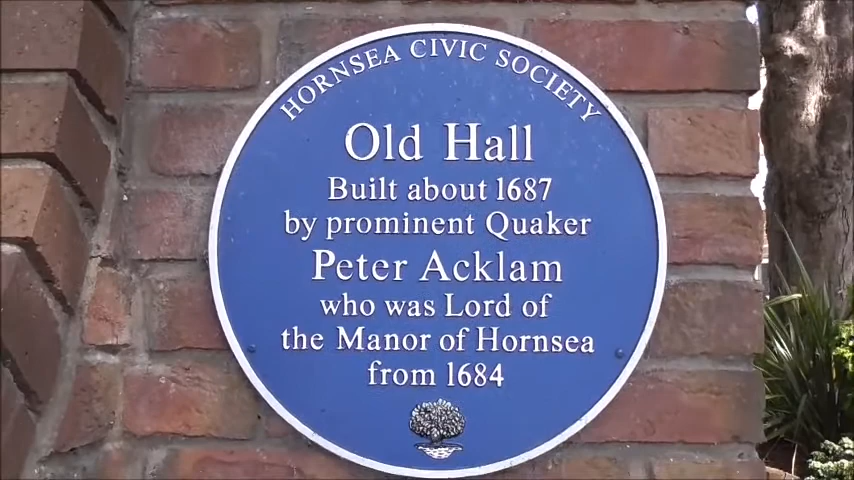 HORNSEA CIVIC SOCIETY
Old Hall
Built about 1687
by prominent Quaker
Peter Acklam
who was Lord of
the Manor of Hornsea
from 1684